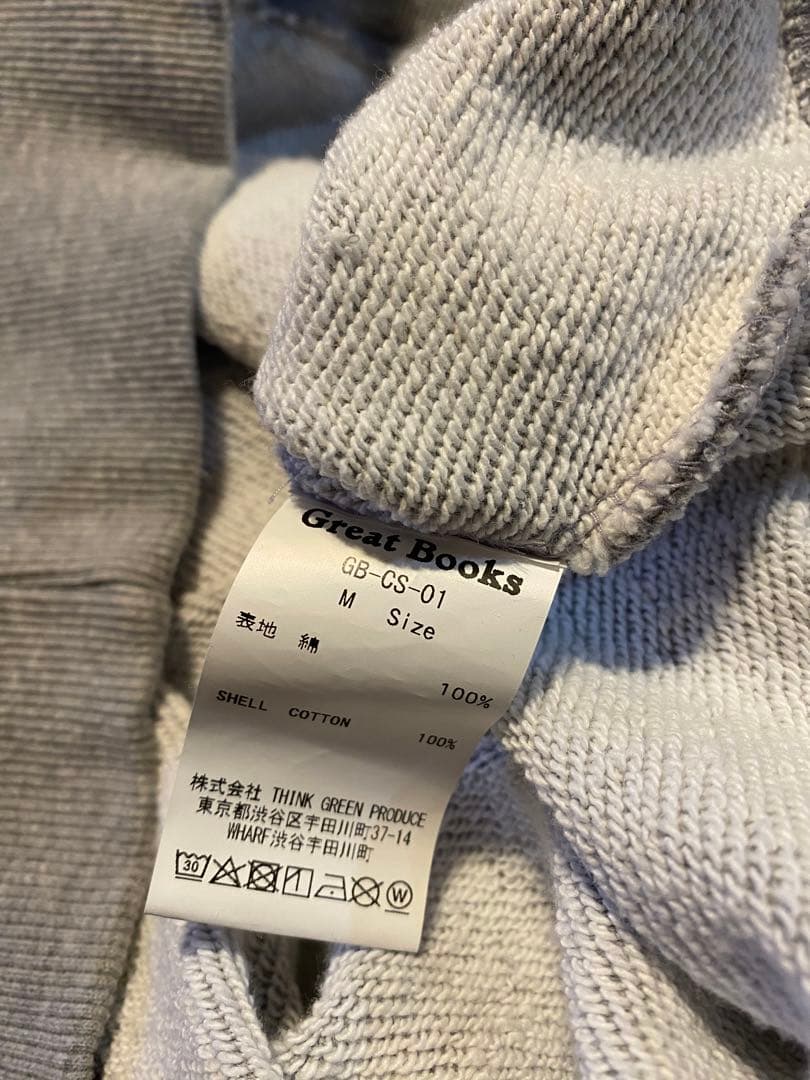 Great Books
GB-CS-01
M Size
表地 綿
100%
SHELL COTTON
100%
株式会社 THINK GREEN PRODUCE
東京都渋谷区宇田川町37-14
WHARF渋谷宇田川町
30 W